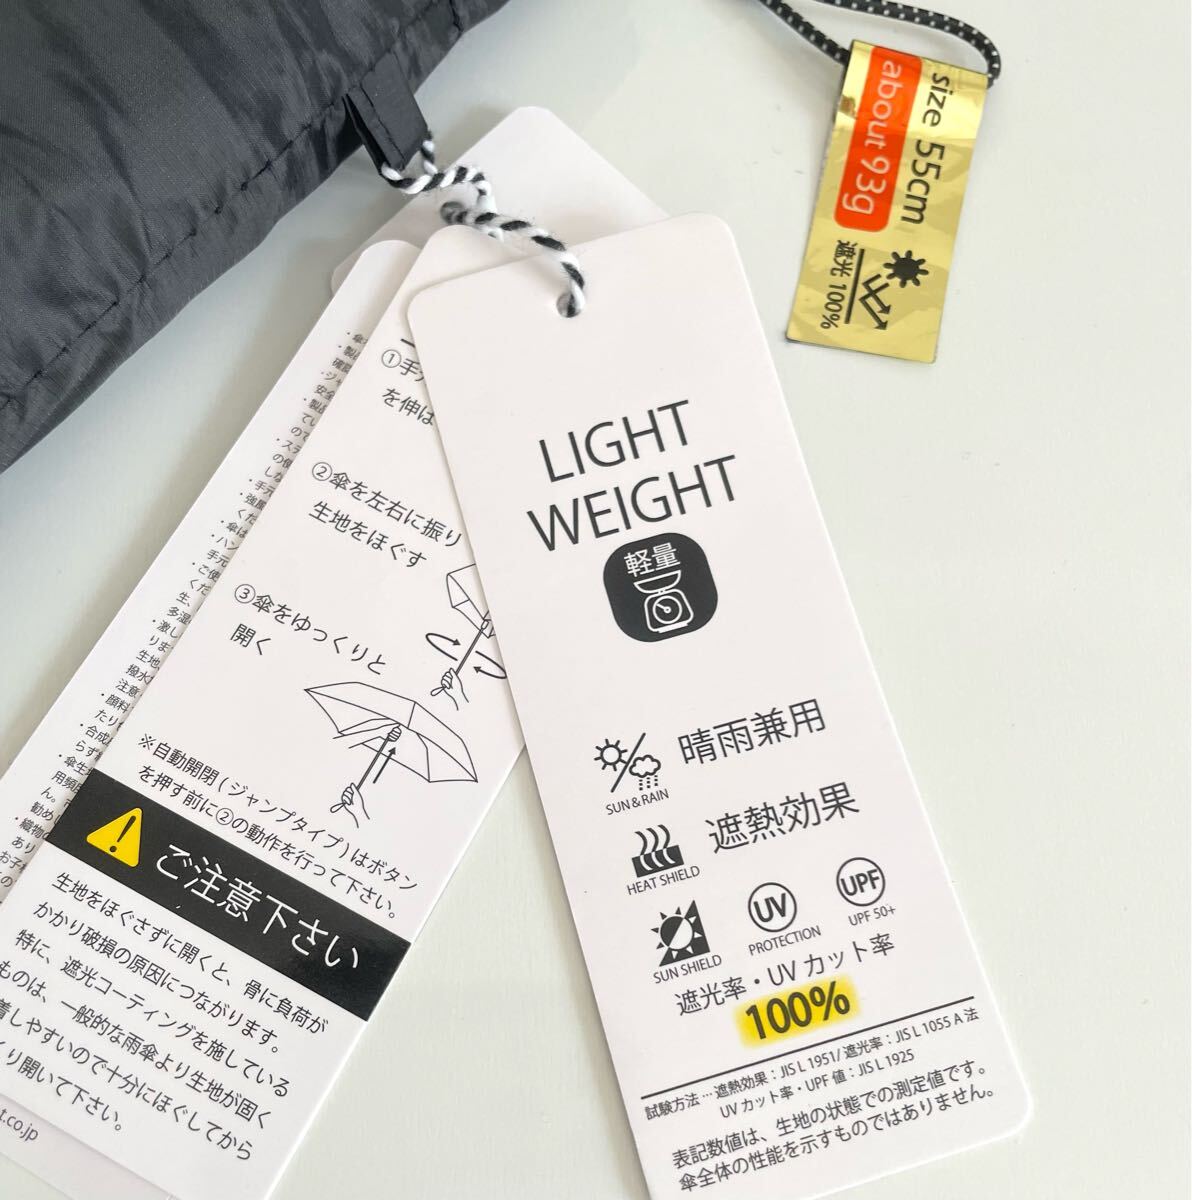 size 55cm
about 93g
遮光 100%
LIGHT
WEIGHT
軽量
SUN & RAIN
晴雨兼用
HEAT SHIELD
遮熱効果
SUN SHIELD
UV
PROTECTION
UPF
UPF 50+
遮光率・UVカット率
100%
試験方法…遮熱効果：JIS L 1951/ 遮光率：JIS L 1055 A 法
UVカット率・UPF 値：JIS L 1925
表記数値は、生地の状態での測定値です。
傘全体の性能を示すものではありません。
①手元
を伸ば
②傘を左右に振り
生地をほぐす
③傘をゆっくりと
開く
※自動開閉(ジャンプタイプ)はボタン
を押す前に②の動作を行って下さい。
ご注意下さい
生地をほぐさずに開くと、骨に負荷が
かかり破損の原因につながります。
特に、遮光コーティングを施している
ものは、一般的な雨傘より生地が固く
着しやすいので十分にほぐしてから
くり開いて下さい。
t.co.jp